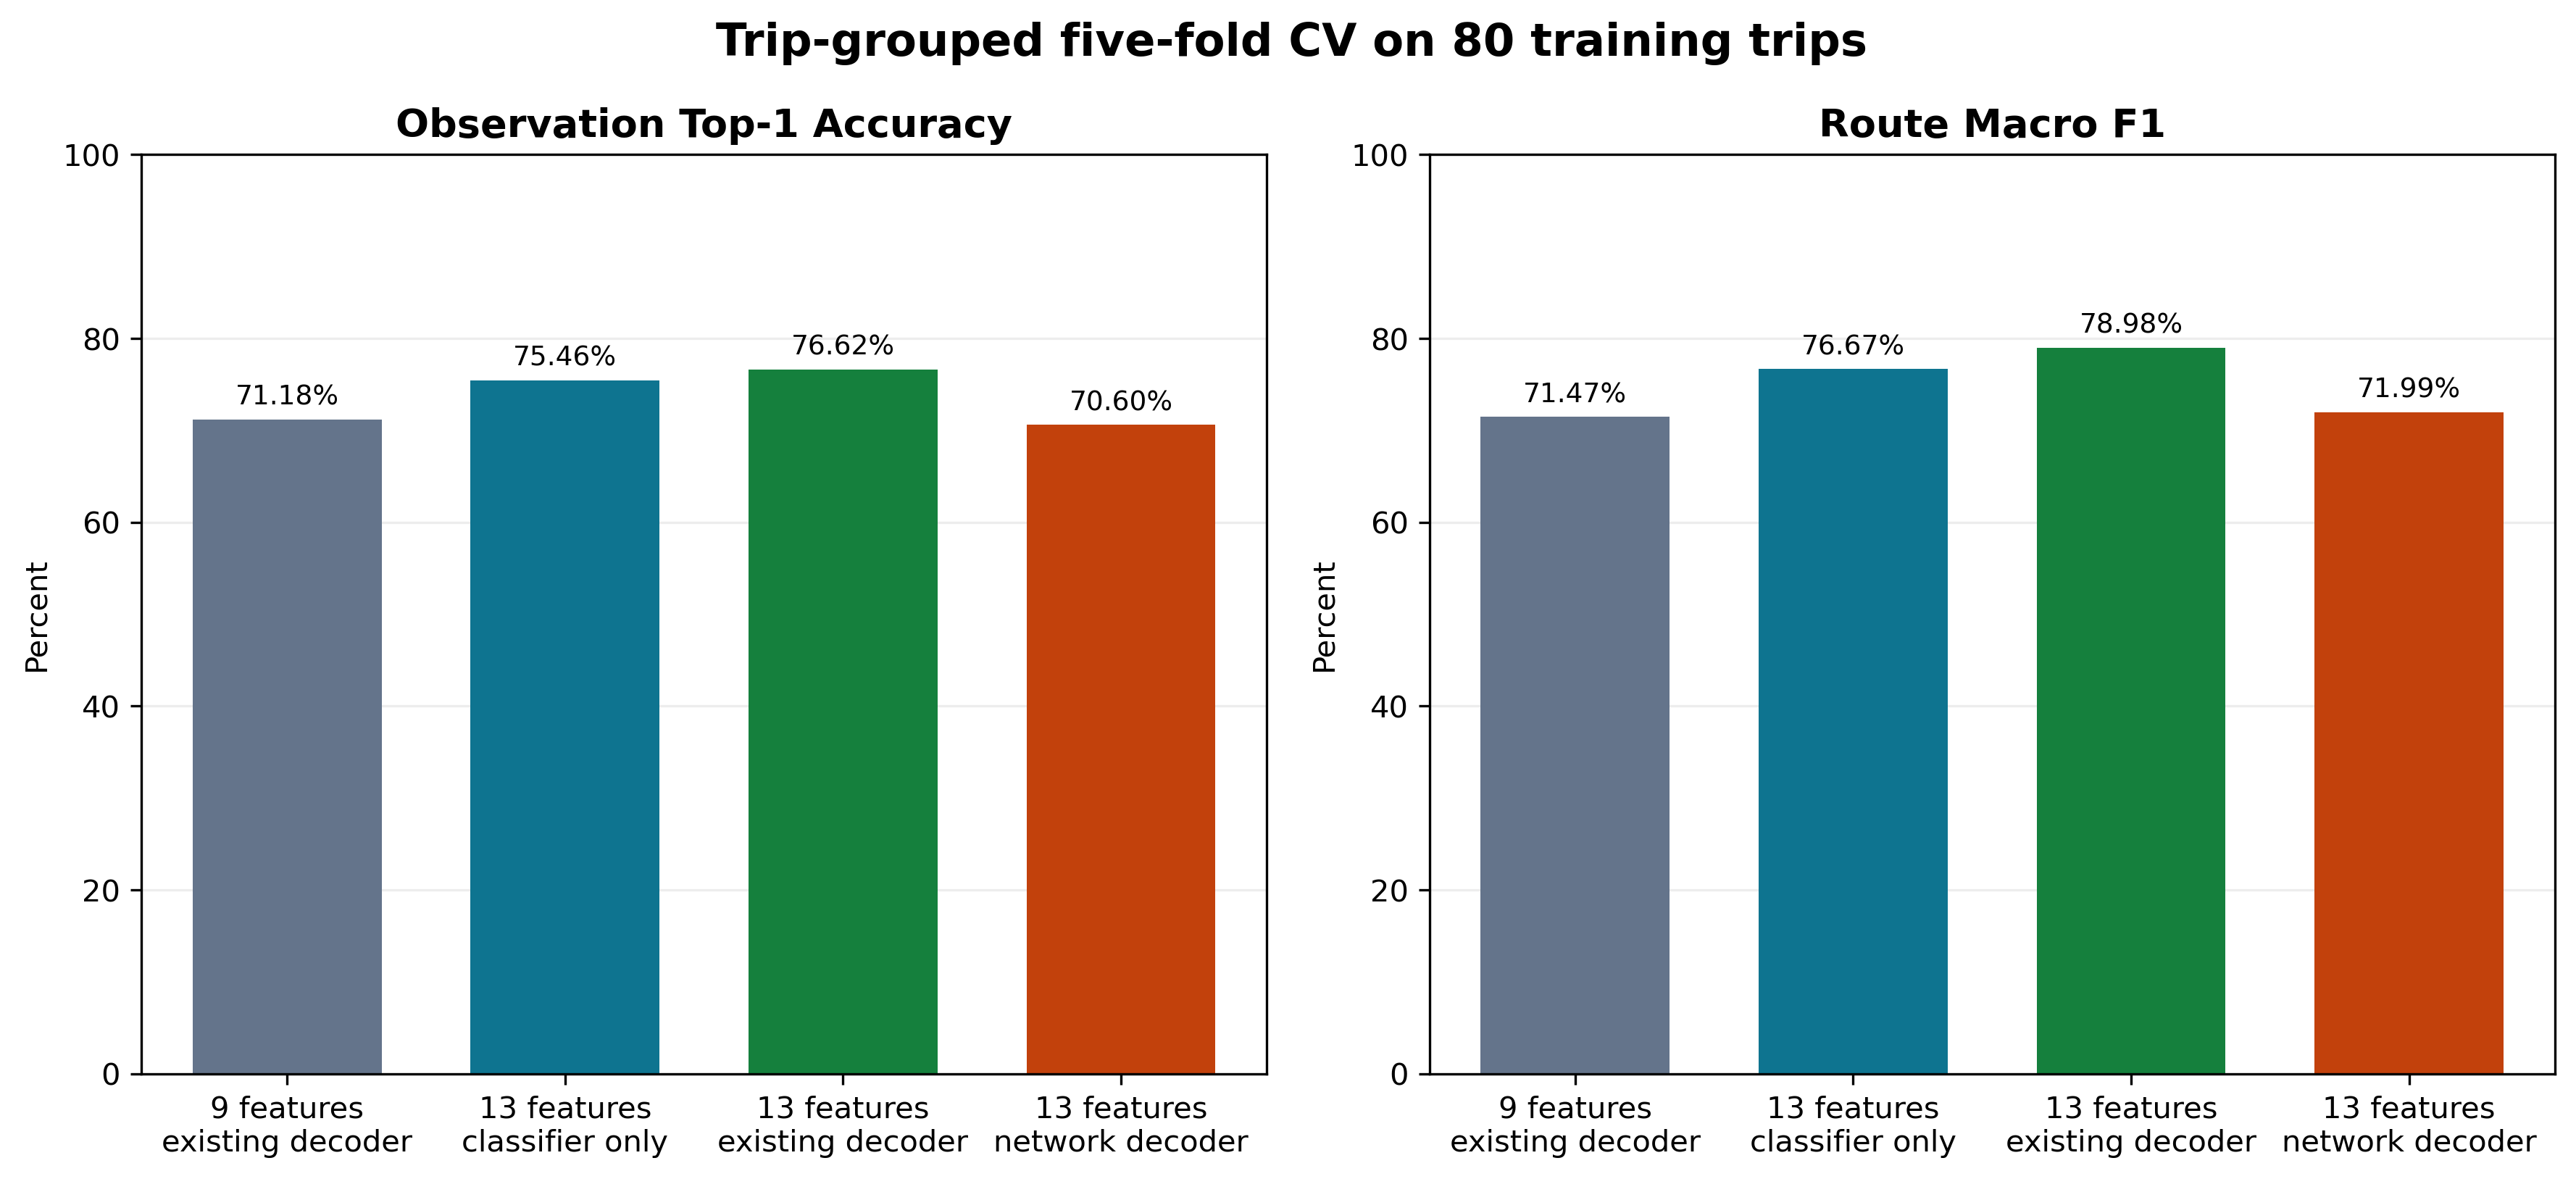 Trip-grouped five-fold CV on 80 training trips
Observation Top-1 Accuracy
Percent
100
80
60
40
20
0
71.18%
75.46%
76.62%
70.60%
9 features
existing decoder
13 features
classifier only
13 features
existing decoder
13 features
network decoder
Route Macro F1
Percent
100
80
60
40
20
0
71.47%
76.67%
78.98%
71.99%
9 features
existing decoder
13 features
classifier only
13 features
existing decoder
13 features
network decoder